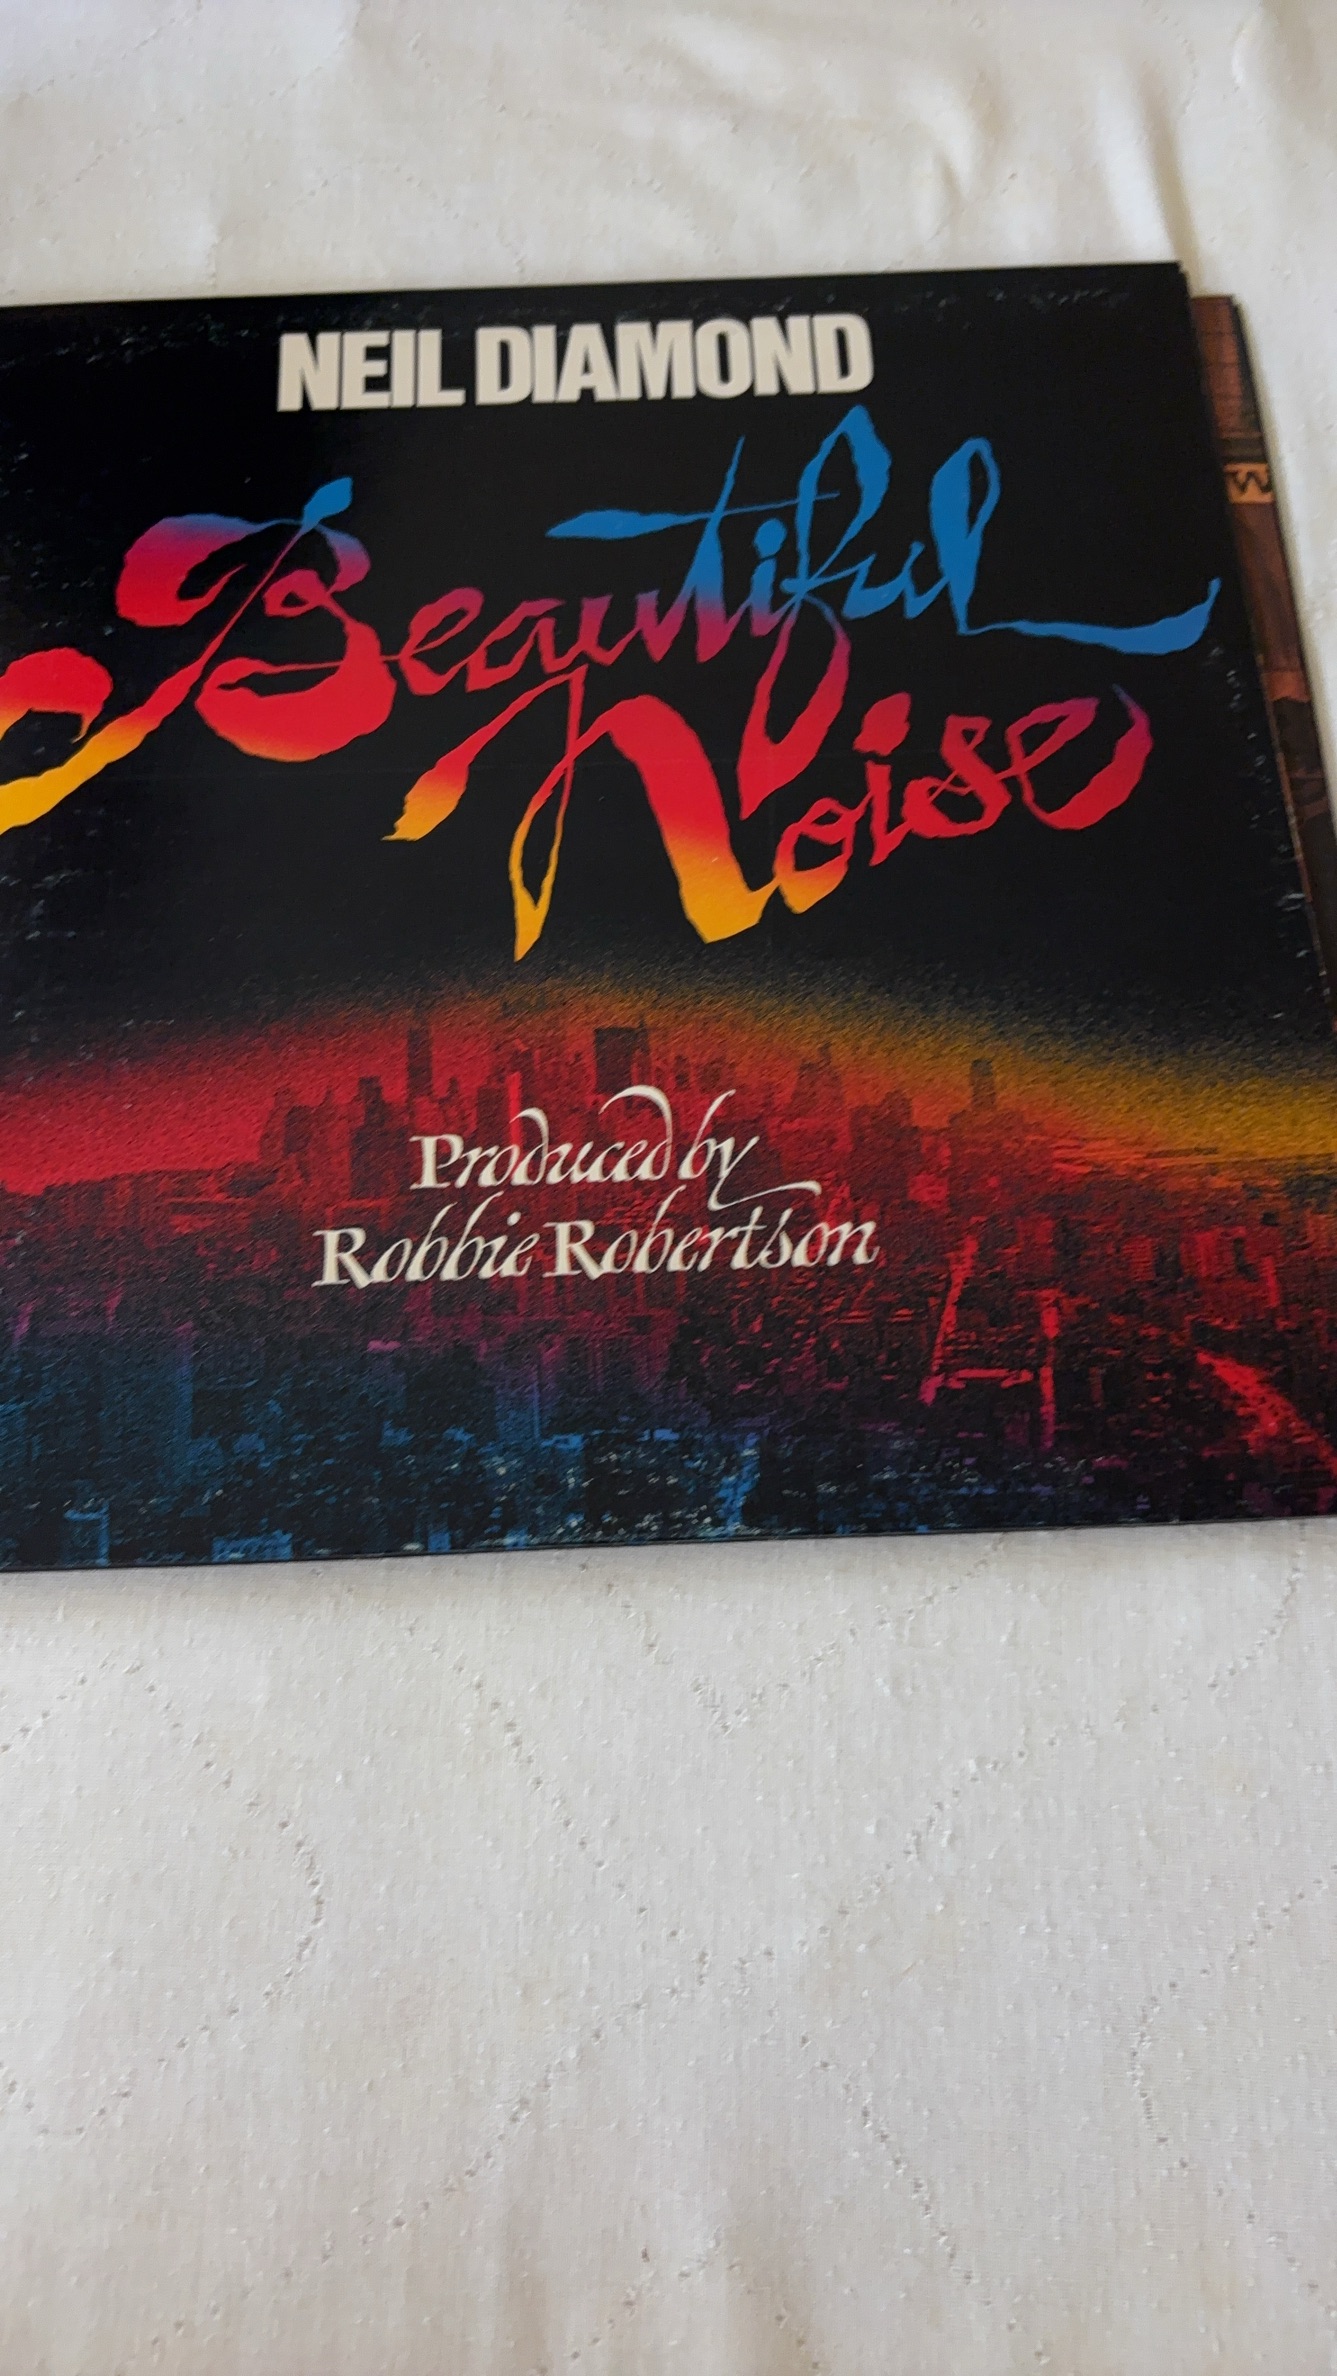 NEIL DIAMOND
Beautiful
Noise
Produced by
Robbie Robertson